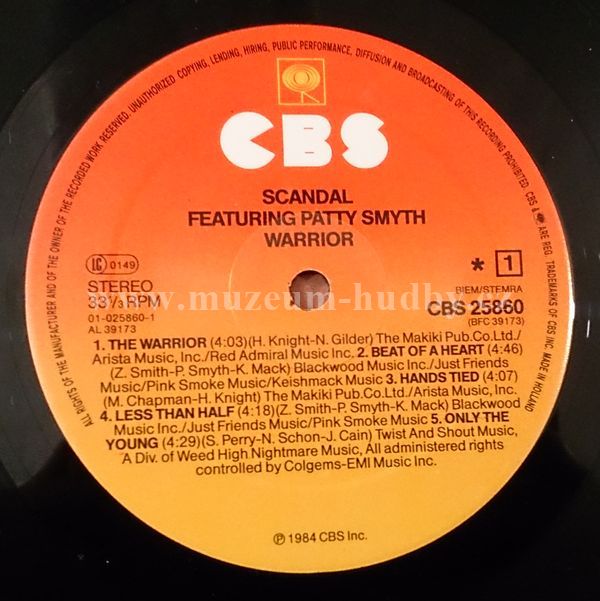 ALL RIGHTS OF THE MANUFACTURER AND OF THE OWNER OF THE RECORDED WORK RESERVED. UNAUTHORIZED COPYING, LENDING, HIRING, PUBLIC PERFORMANCE, DIFFUSION AND BROADCASTING OF THIS RECORDING PROHIBITED. CBS & ARE REG. TRADEMARKS OF CBS INC. MADE IN HOLLAND
CBS
SCANDAL
FEATURING PATTY SMYTH
WARRIOR
LC 0149
* 1
STEREO
33⅓ RPM
01-025860-1
AL 39173
BIEM/STEMRA
CBS 25860
(BFC 39173)
www.muzeum-hudby.cz
1. THE WARRIOR (4:03)(H. Knight-N. Gilder) The Makiki Pub.Co.Ltd./
Arista Music, Inc./Red Admiral Music Inc. 2. BEAT OF A HEART (4:46)
(Z. Smith-P. Smyth-K. Mack) Blackwood Music Inc./Just Friends
Music/Pink Smoke Music/Keishmack Music 3. HANDS TIED (4:07)
(M. Chapman-H. Knight) The Makiki Pub.Co.Ltd./Arista Music, Inc.
4. LESS THAN HALF (4:18)(Z. Smith-P. Smyth-K. Mack) Blackwood
Music Inc./Just Friends Music/Pink Smoke Music 5. ONLY THE
YOUNG (4:29)(S. Perry-N. Schon-J. Cain) Twist And Shout Music,
A Div. of Weed High Nightmare Music, All administered rights
controlled by Colgems-EMI Music Inc.
℗ 1984 CBS Inc.